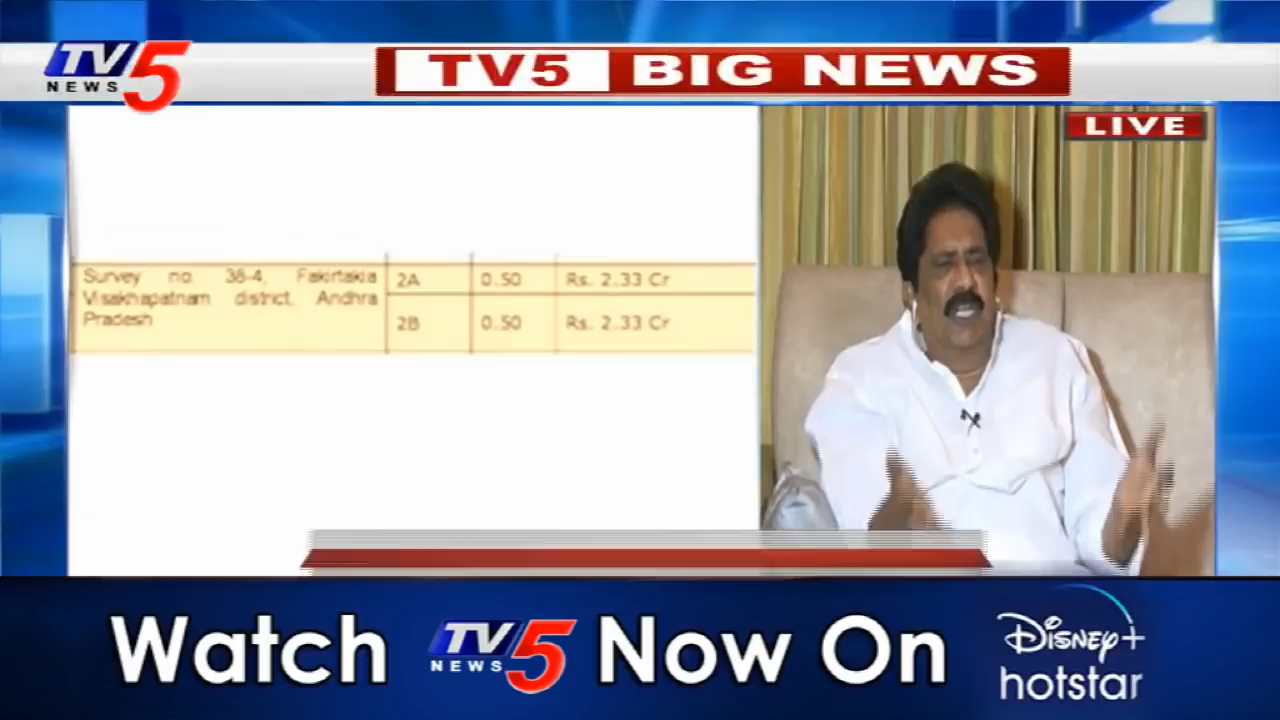 TV5 NEWS
TV5 BIG NEWS
LIVE
Survey no. 38-4, Fakirtakia
Visakhapatnam district, Andhra
Pradesh
2A 0.50 Rs. 2.33 Cr
2B 0.50 Rs. 2.33 Cr
Watch TV5 NEWS Now On Disney+
hotstar